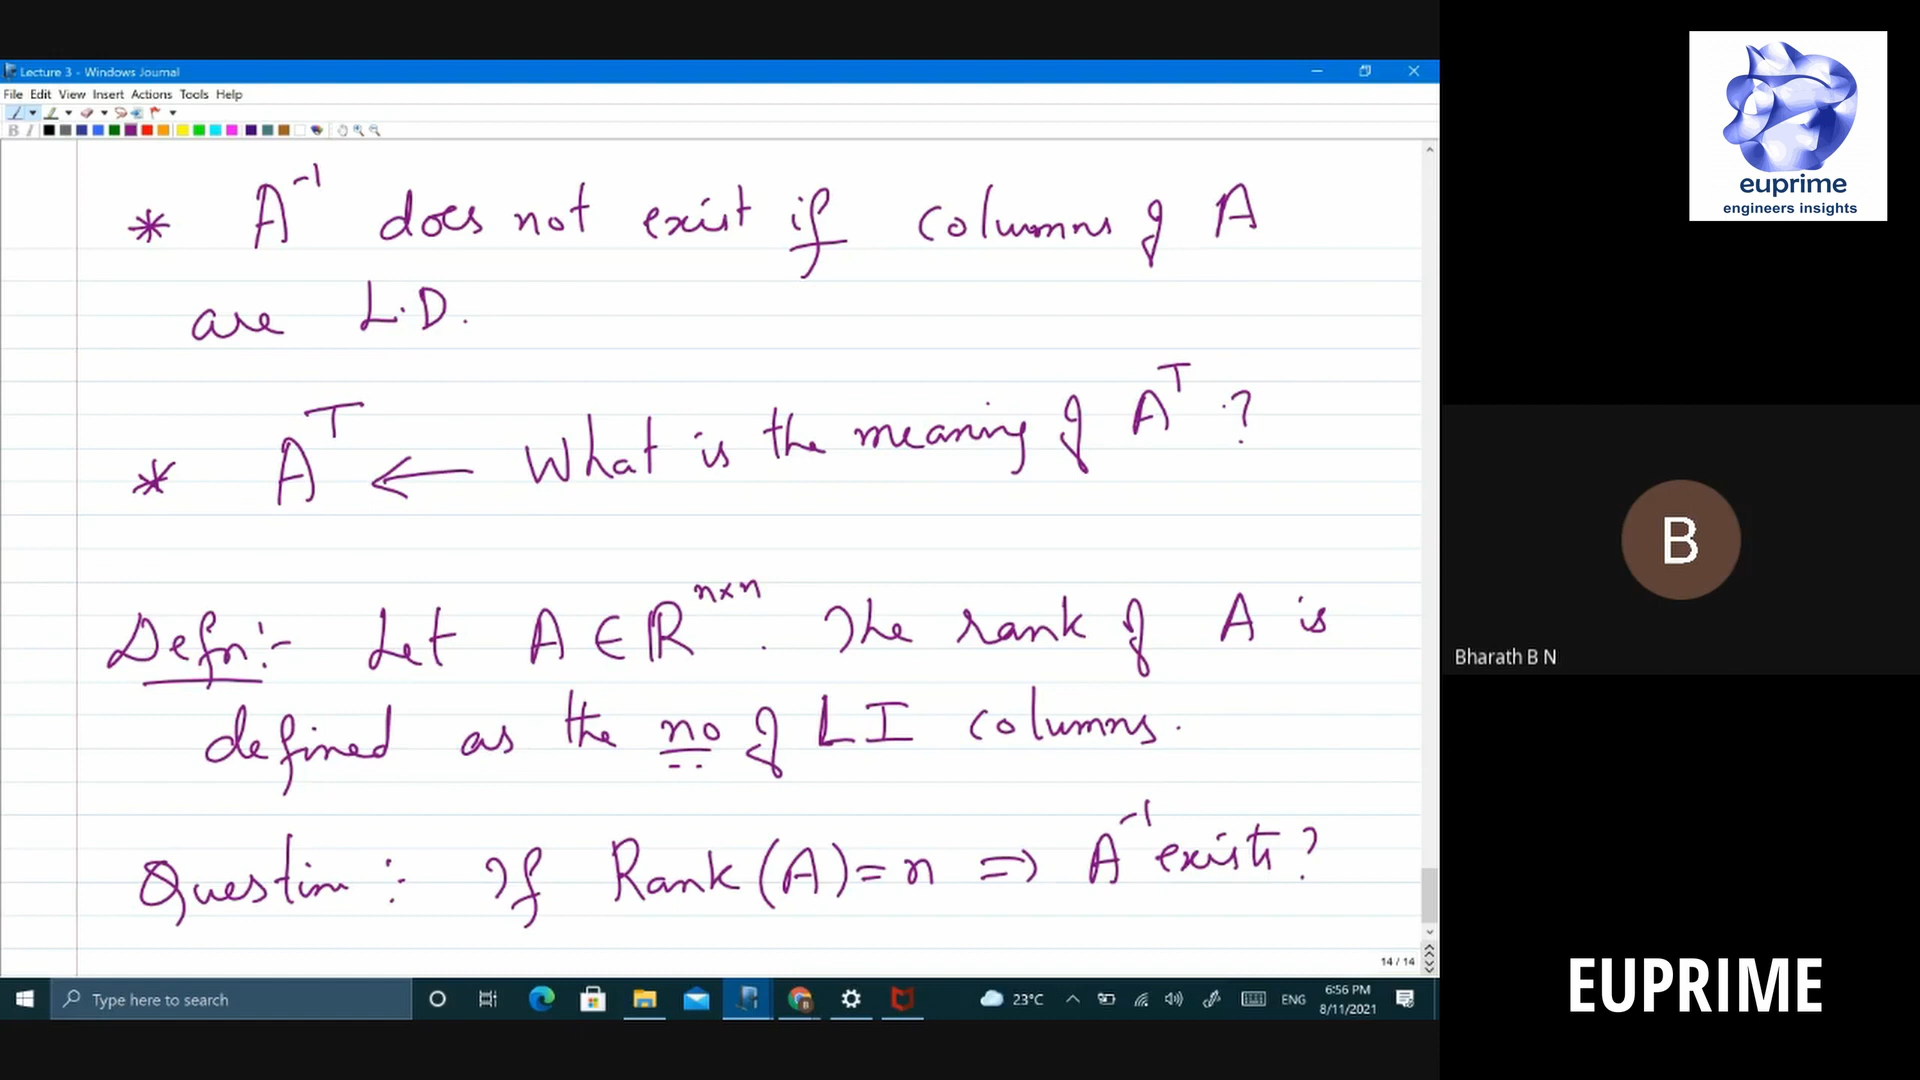 Lecture 3 - Windows Journal
File Edit View Insert Actions Tools Help
B I
* A⁻¹ does not exist if columns of A
are L.D.
* Aᵀ ← What is the meaning of Aᵀ ?
Defn:- Let A ∈ ℝⁿˣⁿ. The rank of A is
defined as the no of LI columns.
Question : If Rank(A) = n ⇒ A⁻¹ exists?
14 / 14
Type here to search
23°C
ENG
6:56 PM
8/11/2021
euprime
engineers insights
B
Bharath B N
EUPRIME